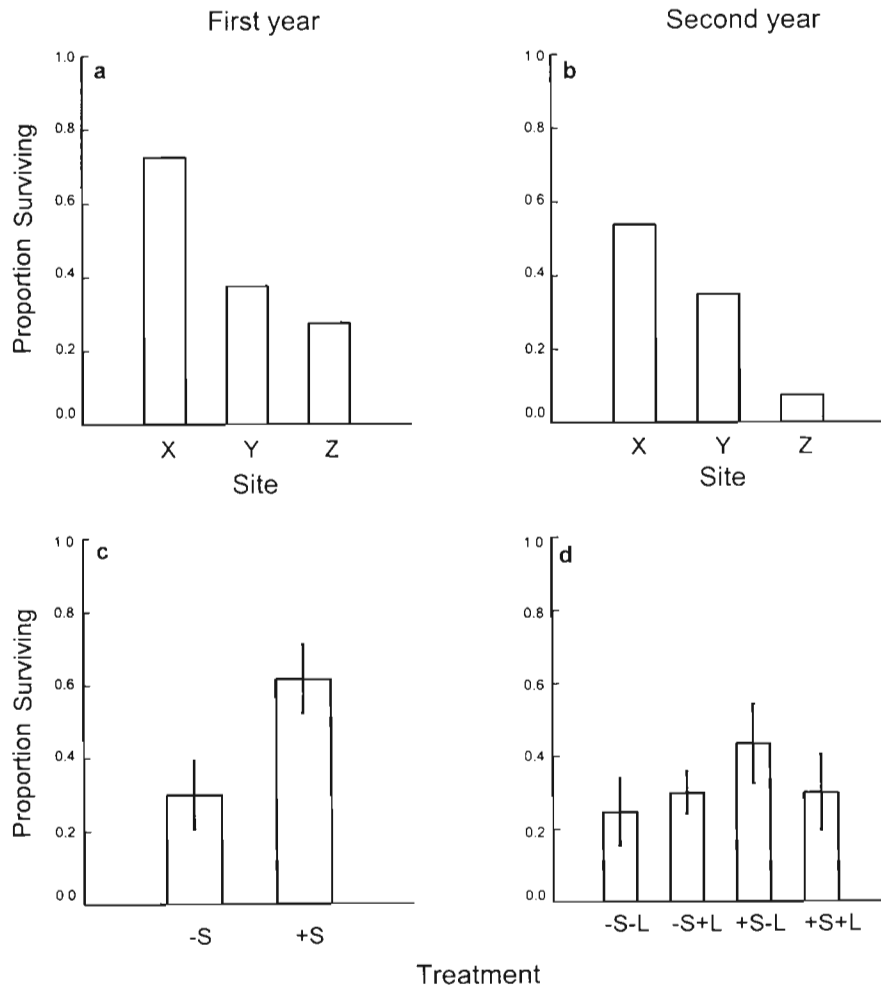 First year
Second year
a
1.0
0.8
0.6
0.4
0.2
0.0
Proportion Surviving
X Y Z
Site
b
1.0
0 8
0 6
0 4
0 2
0.0
X Y Z
Site
c
1 0
0.8
0.6
0.4
0.2
0 0
Proportion Surviving
-S +S
d
1.0
0.8
0.6
0.4
0.2
0.0
-S-L -S+L +S-L +S+L
Treatment